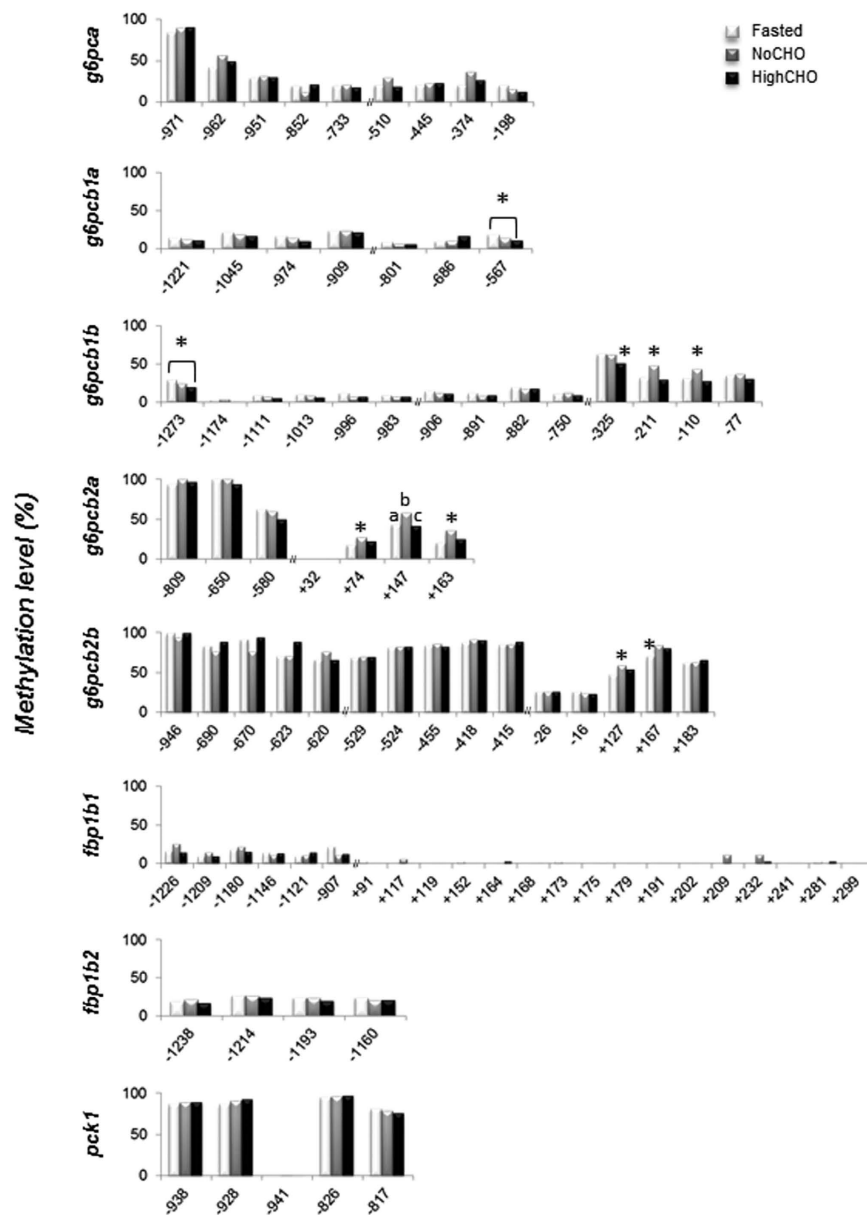 Fasted
NoCHO
HighCHO
Methylation level (%)
g6pca
100
50
0
-971 -962 -951 -852 -733 // -510 -445 -374 -198
g6pcb1a
100
50
0
*
-1221 -1045 -974 -909 // -801 -686 -567
g6pcb1b
100
50
0
* * * *
-1273 -1174 -1111 -1013 -996 -983 // -906 -891 -882 -750 // -325 -211 -110 -77
g6pcb2a
100
50
0
* a b c *
-809 -650 -580 // +32 +74 +147 +163
g6pcb2b
100
50
0
* *
-946 -690 -670 -623 -620 // -529 -524 -455 -418 -415 // -26 -16 +127 +167 +183
fbp1b1
100
50
0
-1226 -1209 -1180 -1146 -1121 -907 // +91 +117 +119 +152 +164 +168 +173 +175 +179 +191 +202 +209 +232 +241 +281 +299
fbp1b2
100
50
0
-1238 -1214 -1193 -1160
pck1
100
50
0
-938 -928 -941 -826 -817